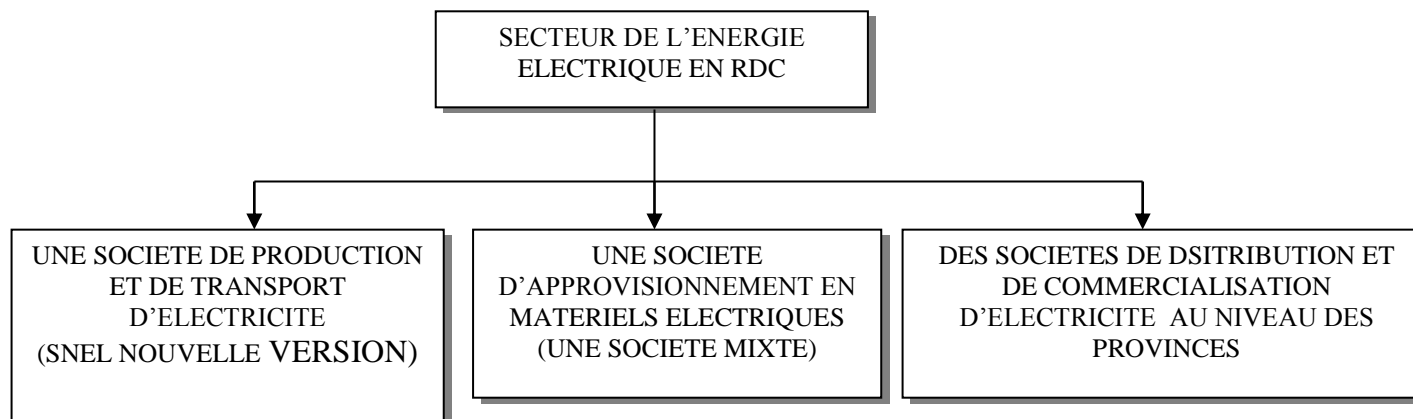 SECTEUR DE L’ENERGIE
ELECTRIQUE EN RDC
UNE SOCIETE DE PRODUCTION
ET DE TRANSPORT
D’ELECTRICITE
(SNEL NOUVELLE VERSION)
UNE SOCIETE
D’APPROVISIONNEMENT EN
MATERIELS ELECTRIQUES
(UNE SOCIETE MIXTE)
DES SOCIETES DE DSITRIBUTION ET
DE COMMERCIALISATION
D’ELECTRICITE AU NIVEAU DES
PROVINCES